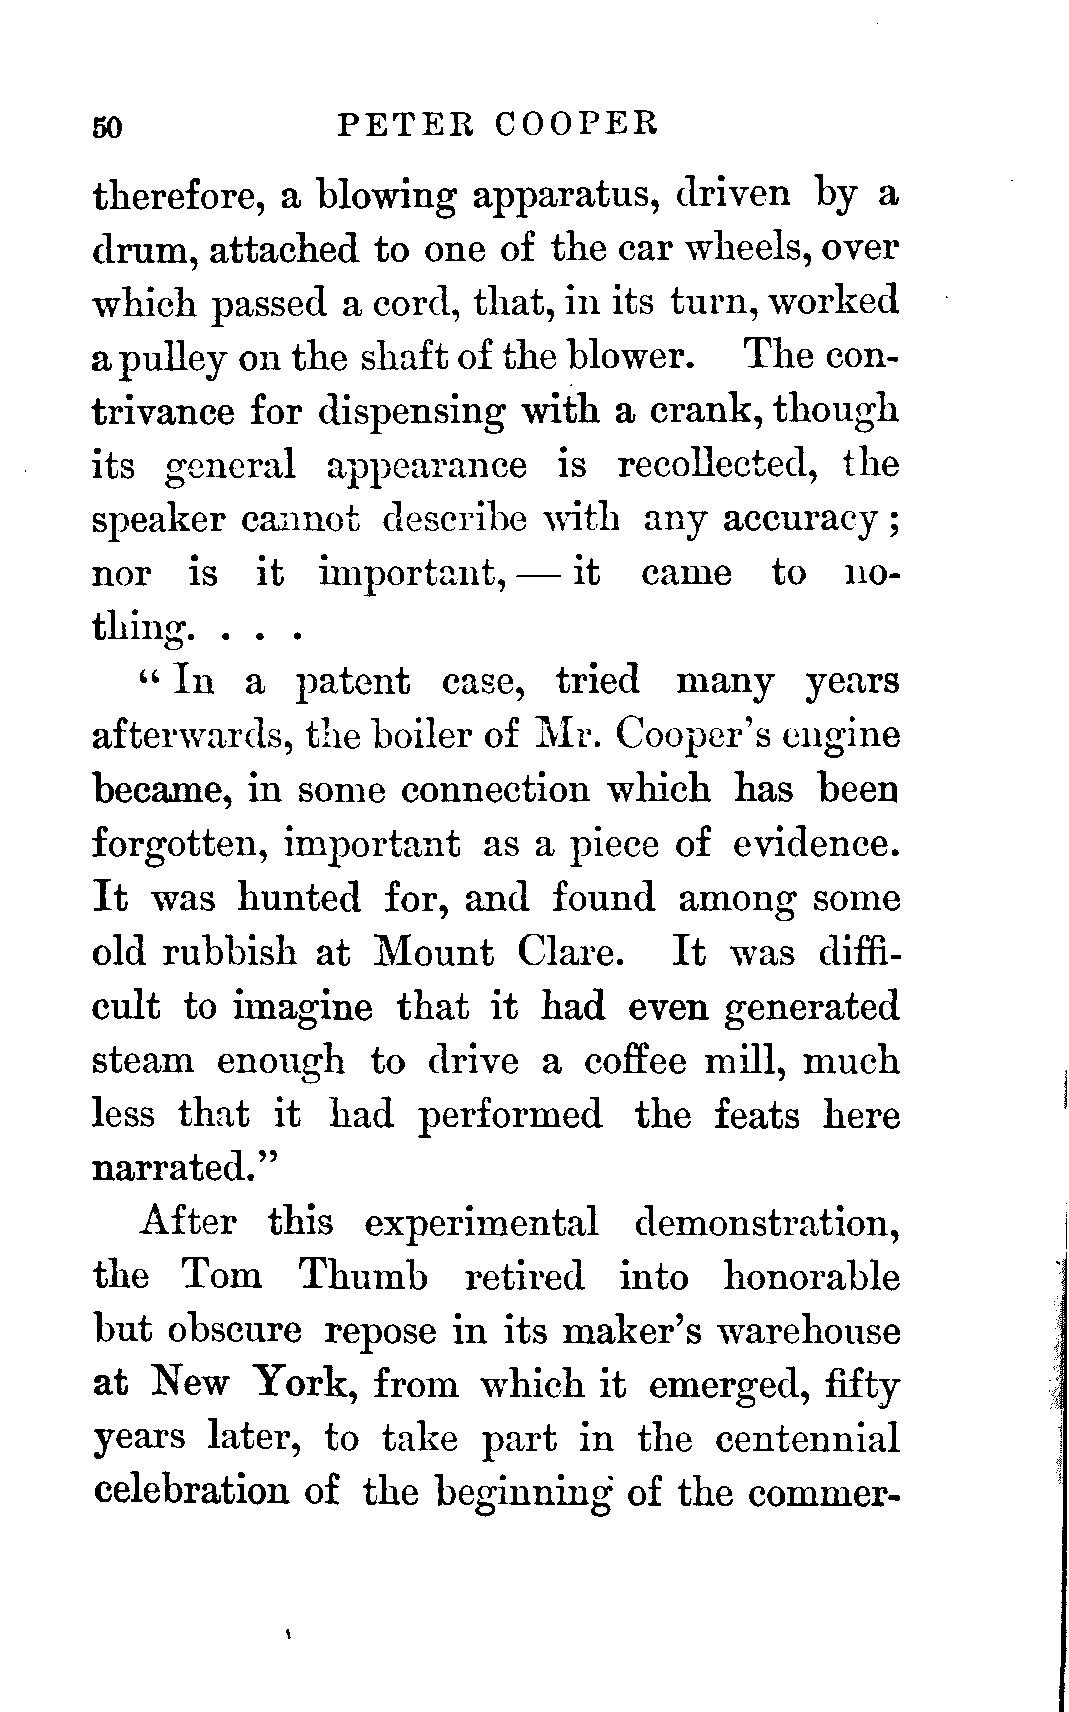 50 PETER COOPER
therefore, a blowing apparatus, driven by a
drum, attached to one of the car wheels, over
which passed a cord, that, in its turn, worked
a pulley on the shaft of the blower. The con-
trivance for dispensing with a crank, though
its general appearance is recollected, the
speaker cannot describe with any accuracy ;
nor is it important, — it came to no-
thing. . . .
“ In a patent case, tried many years
afterwards, the boiler of Mr. Cooper's engine
became, in some connection which has been
forgotten, important as a piece of evidence.
It was hunted for, and found among some
old rubbish at Mount Clare. It was diffi-
cult to imagine that it had even generated
steam enough to drive a coffee mill, much
less that it had performed the feats here
narrated.”
After this experimental demonstration,
the Tom Thumb retired into honorable
but obscure repose in its maker's warehouse
at New York, from which it emerged, fifty
years later, to take part in the centennial
celebration of the beginning of the commer-